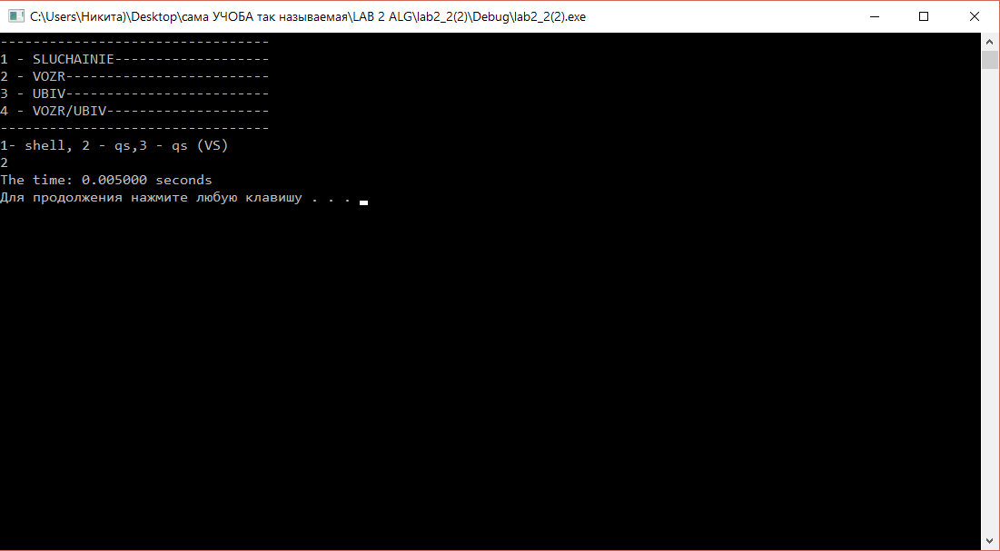 C:\Users\Никита)\Desktop\сама УЧОБА так называемая\LAB 2 ALG\lab2_2(2)\Debug\lab2_2(2).exe
---------------------------------
1 - SLUCHAINIE-------------------
2 - VOZR-------------------------
3 - UBIV-------------------------
4 - VOZR/UBIV--------------------
---------------------------------
1- shell, 2 - qs,3 - qs (VS)
2
The time: 0.005000 seconds
Для продолжения нажмите любую клавишу . . .